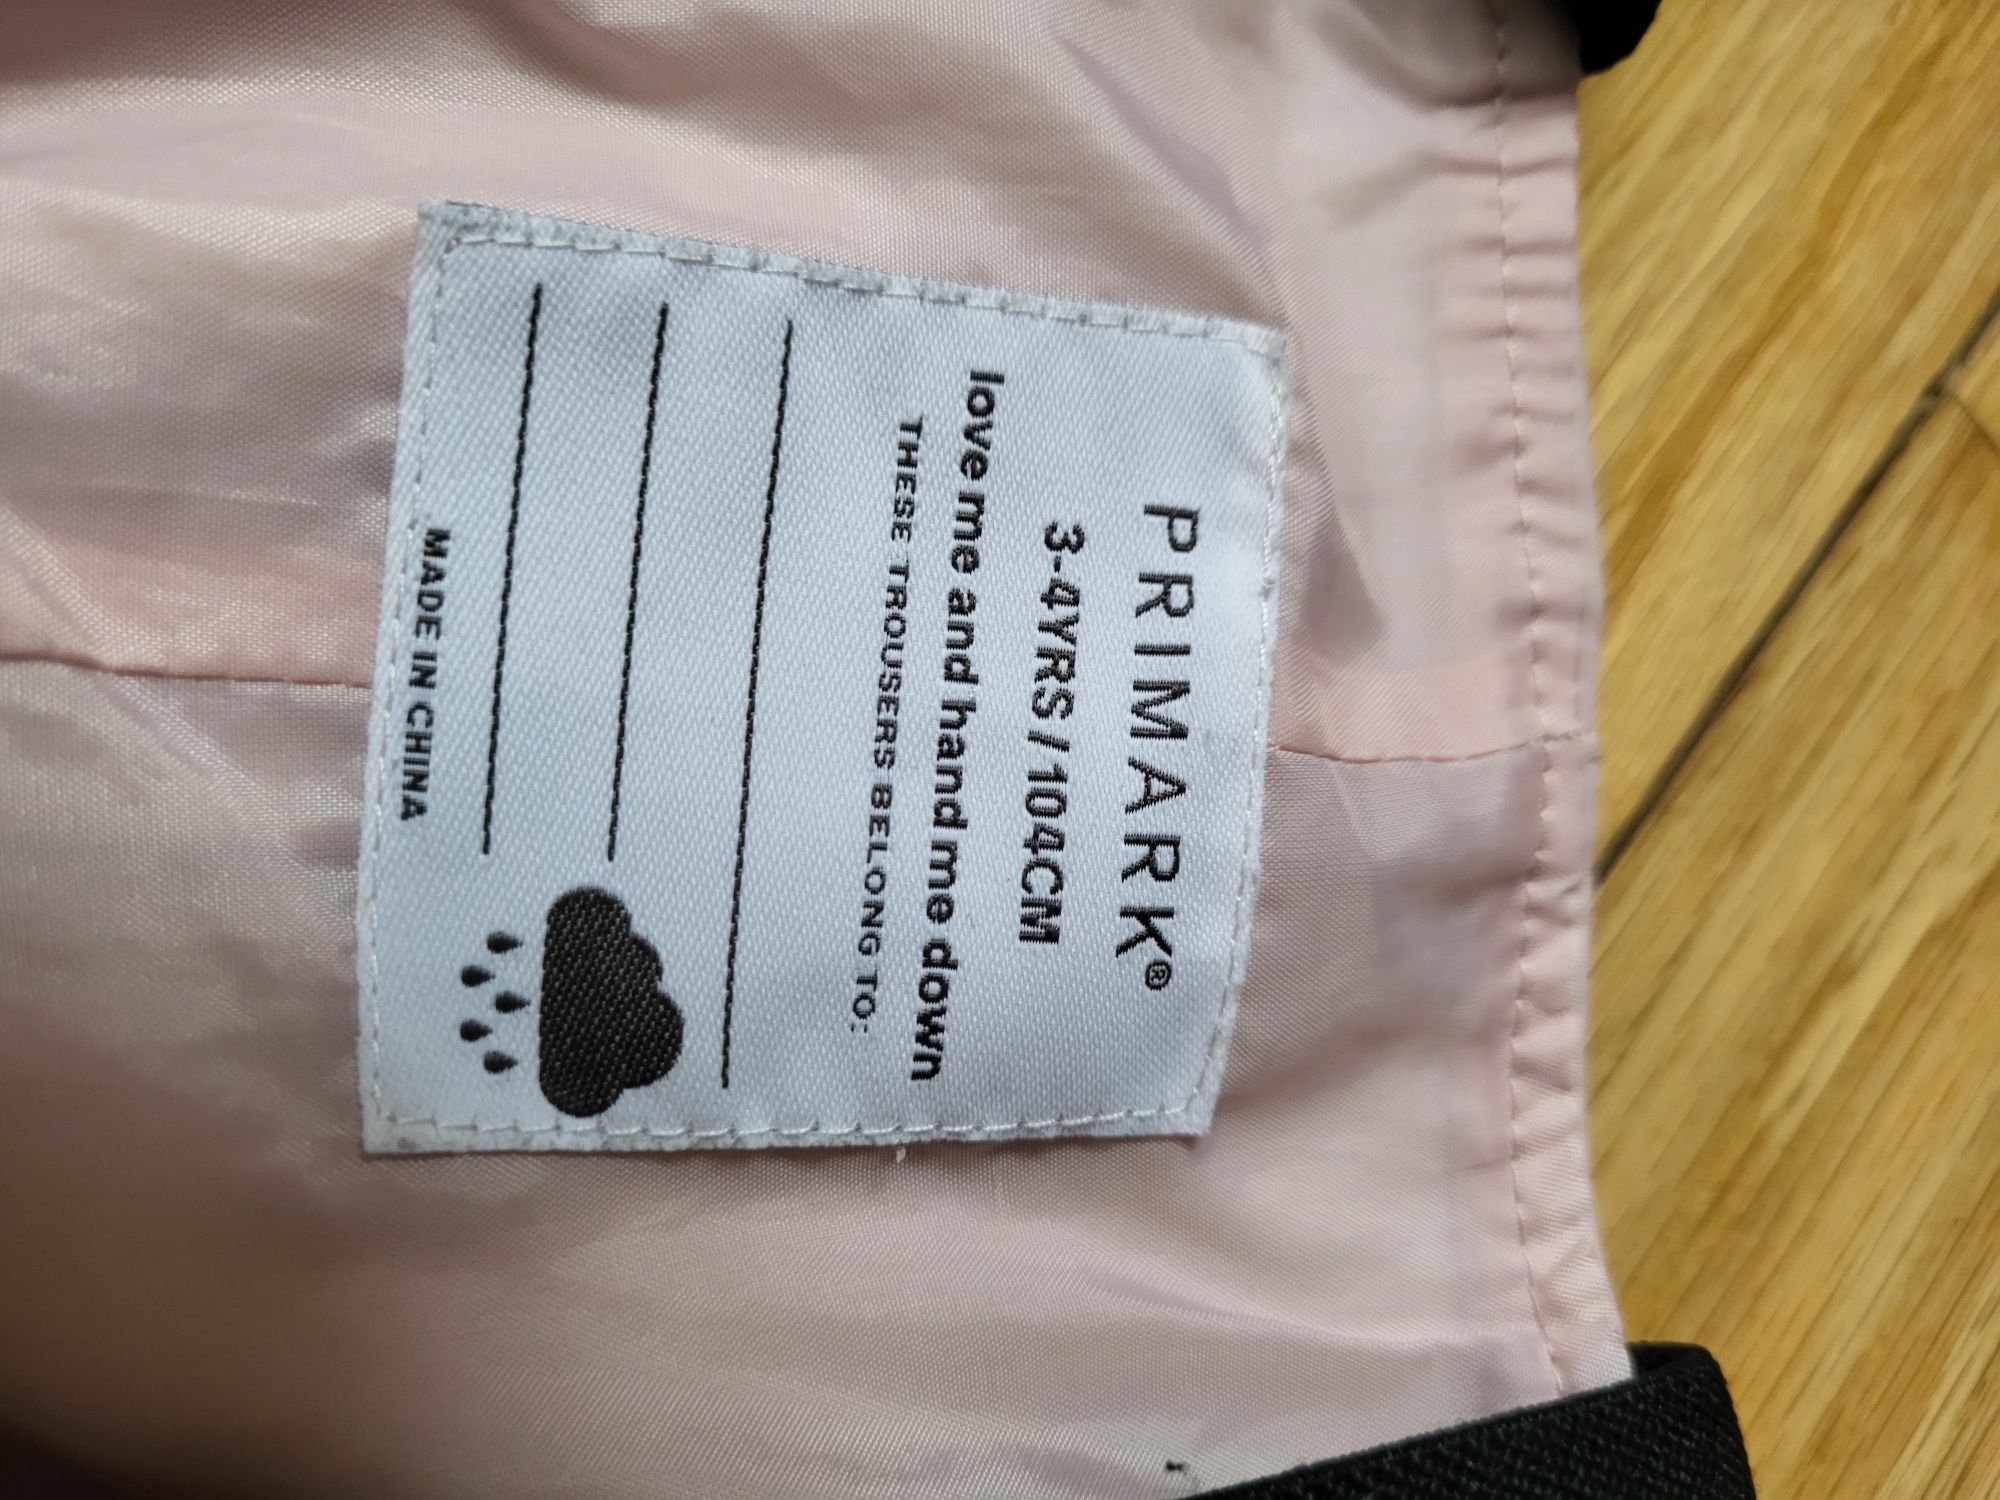 PRIMARK®
3-4YRS / 104CM
love me and hand me down
THESE TROUSERS BELONG TO:
MADE IN CHINA